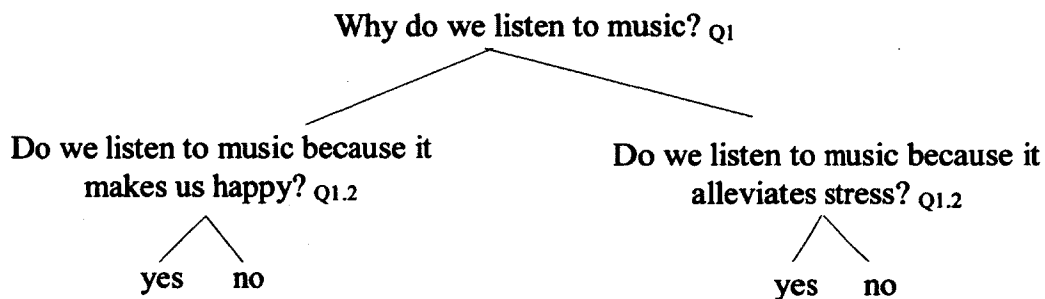 Why do we listen to music? Q1
Do we listen to music because it
makes us happy? Q1.2
Do we listen to music because it
alleviates stress? Q1.2
yes no
yes no